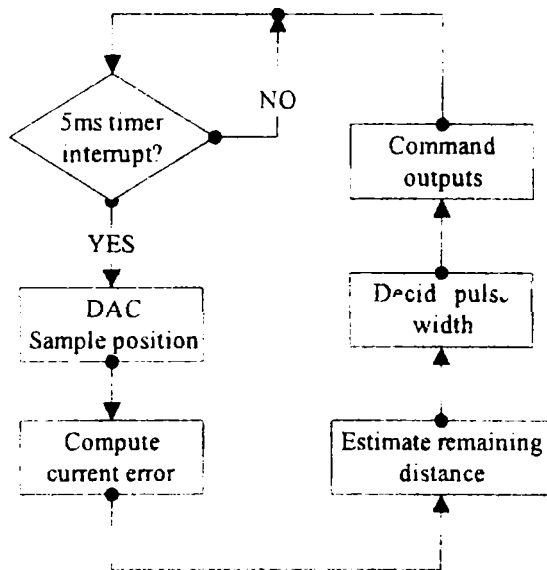 5ms timer
interrupt?
NO
YES
DAC
Sample position
Compute
current error
Command
outputs
Decid pulse
width
Estimate remaining
distance